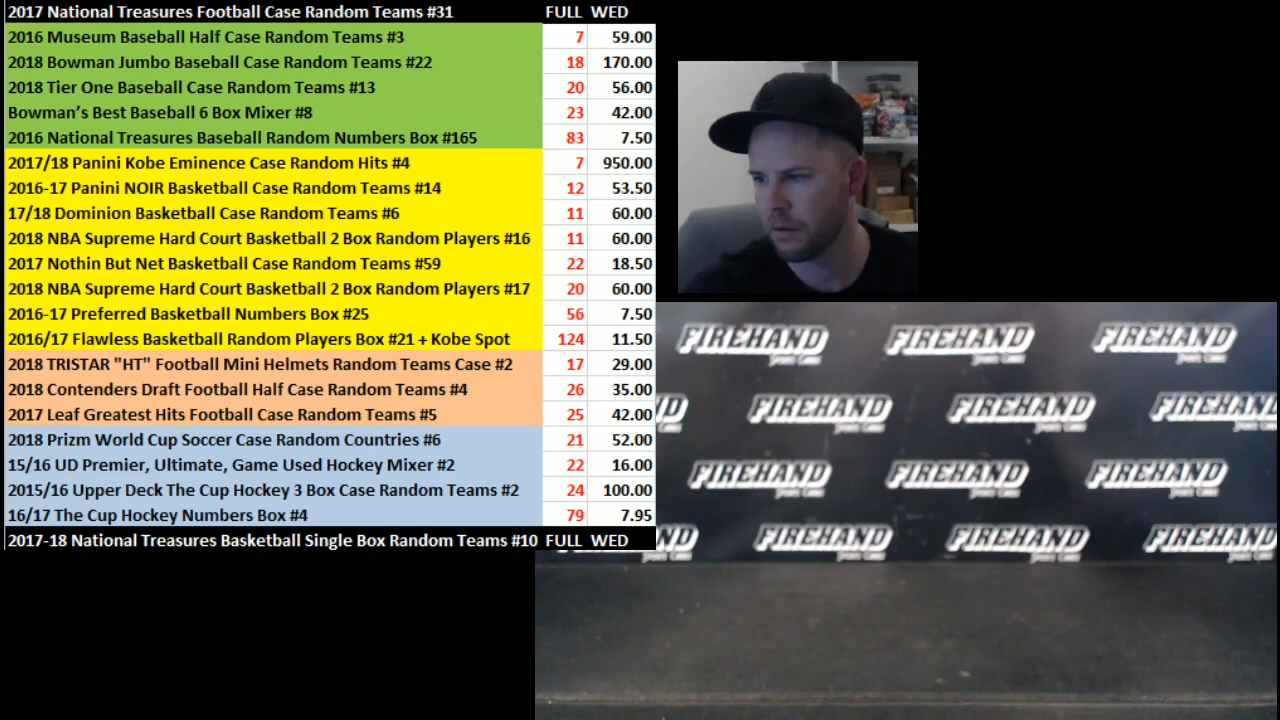 2017 National Treasures Football Case Random Teams #31 FULL WED
2016 Museum Baseball Half Case Random Teams #3 7 59.00
2018 Bowman Jumbo Baseball Case Random Teams #22 18 170.00
2018 Tier One Baseball Case Random Teams #13 20 56.00
Bowman's Best Baseball 6 Box Mixer #8 23 42.00
2016 National Treasures Baseball Random Numbers Box #165 83 7.50
2017/18 Panini Kobe Eminence Case Random Hits #4 7 950.00
2016-17 Panini NOIR Basketball Case Random Teams #14 12 53.50
17/18 Dominion Basketball Case Random Teams #6 11 60.00
2018 NBA Supreme Hard Court Basketball 2 Box Random Players #16 11 60.00
2017 Nothin But Net Basketball Case Random Teams #59 22 18.50
2018 NBA Supreme Hard Court Basketball 2 Box Random Players #17 20 60.00
2016-17 Preferred Basketball Numbers Box #25 56 7.50
2016/17 Flawless Basketball Random Players Box #21 + Kobe Spot 124 11.50
2018 TRISTAR "HT" Football Mini Helmets Random Teams Case #2 17 29.00
2018 Contenders Draft Football Half Case Random Teams #4 26 35.00
2017 Leaf Greatest Hits Football Case Random Teams #5 25 42.00
2018 Prizm World Cup Soccer Case Random Countries #6 21 52.00
15/16 UD Premier, Ultimate, Game Used Hockey Mixer #2 22 16.00
2015/16 Upper Deck The Cup Hockey 3 Box Case Random Teams #2 24 100.00
16/17 The Cup Hockey Numbers Box #4 79 7.95
2017-18 National Treasures Basketball Single Box Random Teams #10 FULL WED
FIREHAND FIREHAND FIREHAND
FIREHAND FIREHAND FIREHAND
FIREHAND FIREHAND FIREHAND
FIREHAND FIREHAND FIREHAND